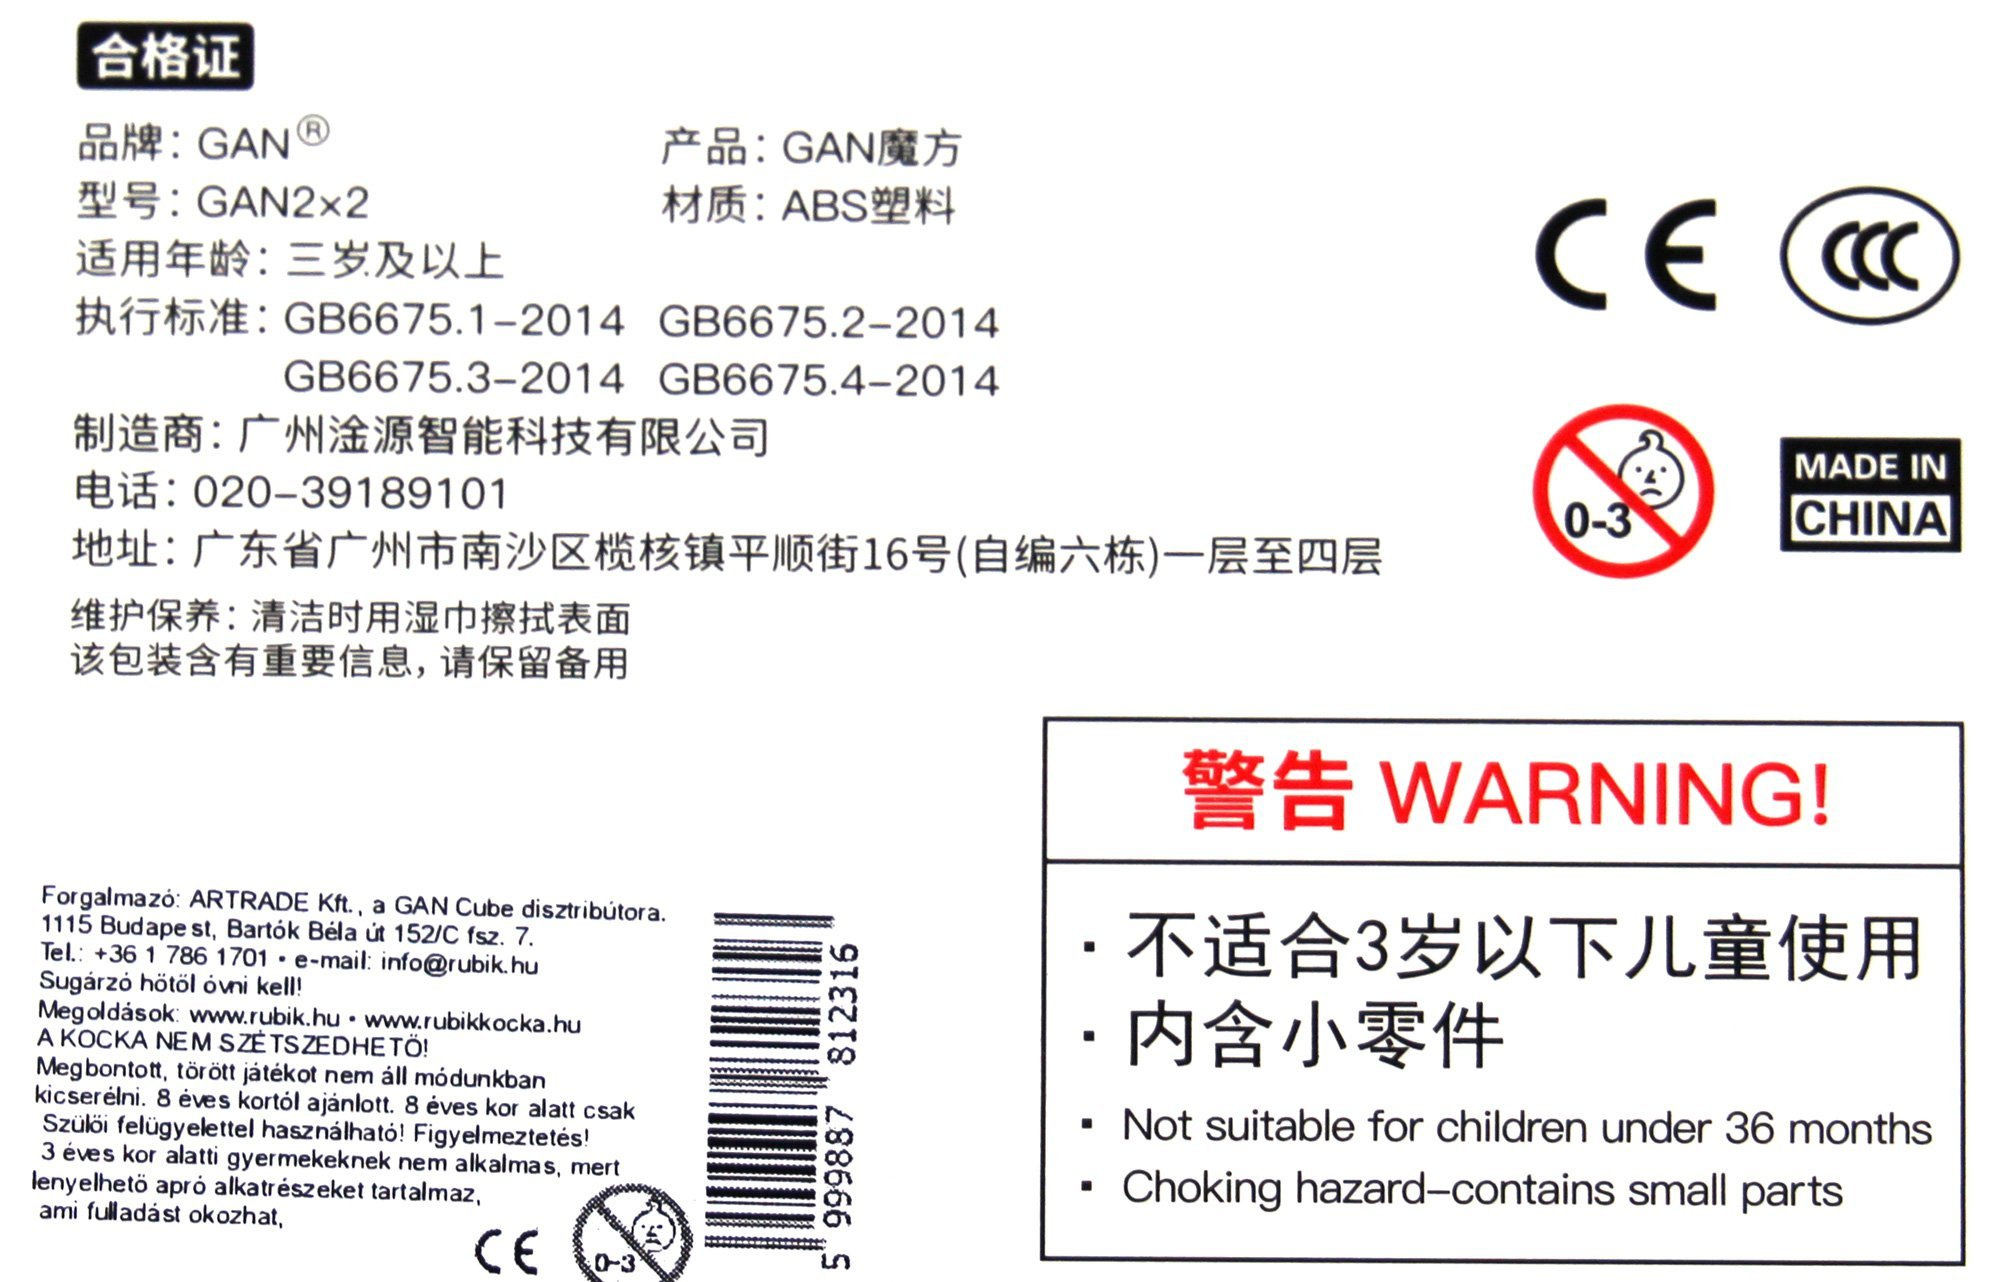 合格证
品牌：GAN® 产品：GAN魔方
型号：GAN2×2 材质：ABS塑料
适用年龄：三岁及以上
执行标准：GB6675.1-2014 GB6675.2-2014
GB6675.3-2014 GB6675.4-2014
制造商：广州淦源智能科技有限公司
电话：020-39189101
地址：广东省广州市南沙区榄核镇平顺街16号(自编六栋)一层至四层
维护保养：清洁时用湿巾擦拭表面
该包装含有重要信息，请保留备用
CE
CCC
0-3
MADE IN
CHINA
警告 WARNING!
· 不适合3岁以下儿童使用
· 内含小零件
· Not suitable for children under 36 months
· Choking hazard-contains small parts
Forgalmazó: ARTRADE Kft., a GAN Cube disztribútora.
1115 Budapest, Bartók Béla út 152/C fsz. 7.
Tel.: +36 1 786 1701 • e-mail: info@rubik.hu
Sugárzó hőtől óvni kell!
Megoldások: www.rubik.hu • www.rubikkocka.hu
A KOCKA NEM SZÉTSZEDHETŐ!
Megbontott, törött játékot nem áll módunkban
kicserélni. 8 éves kortól ajánlott. 8 éves kor alatt csak
Szülői felügyelettel használható! Figyelmeztetés!
3 éves kor alatti gyermekeknek nem alkalmas, mert
lenyelhető apró alkatrészeket tartalmaz,
ami fulladást okozhat,
CE
0-3
5 999887 812316